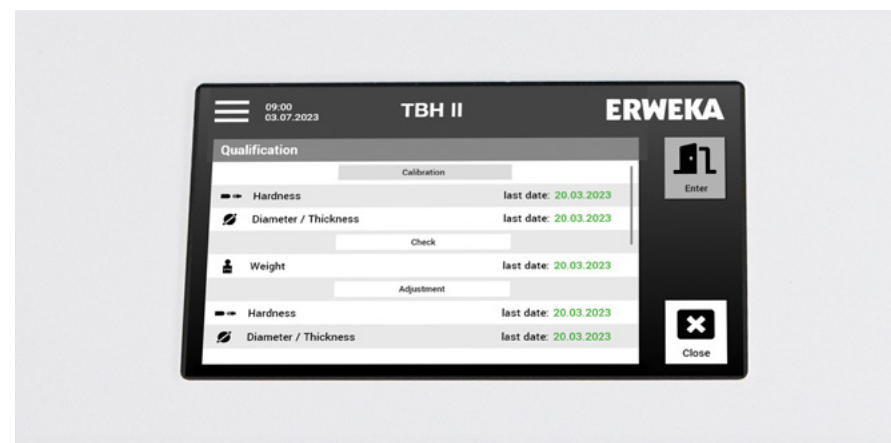 09:00
03.07.2023
TBH II
ERWEKA
Qualification
Calibration
Hardness last date: 20.03.2023
Diameter / Thickness last date: 20.03.2023
Check
Weight last date: 20.03.2023
Adjustment
Hardness last date: 20.03.2023
Diameter / Thickness last date: 20.03.2023
Enter
Close